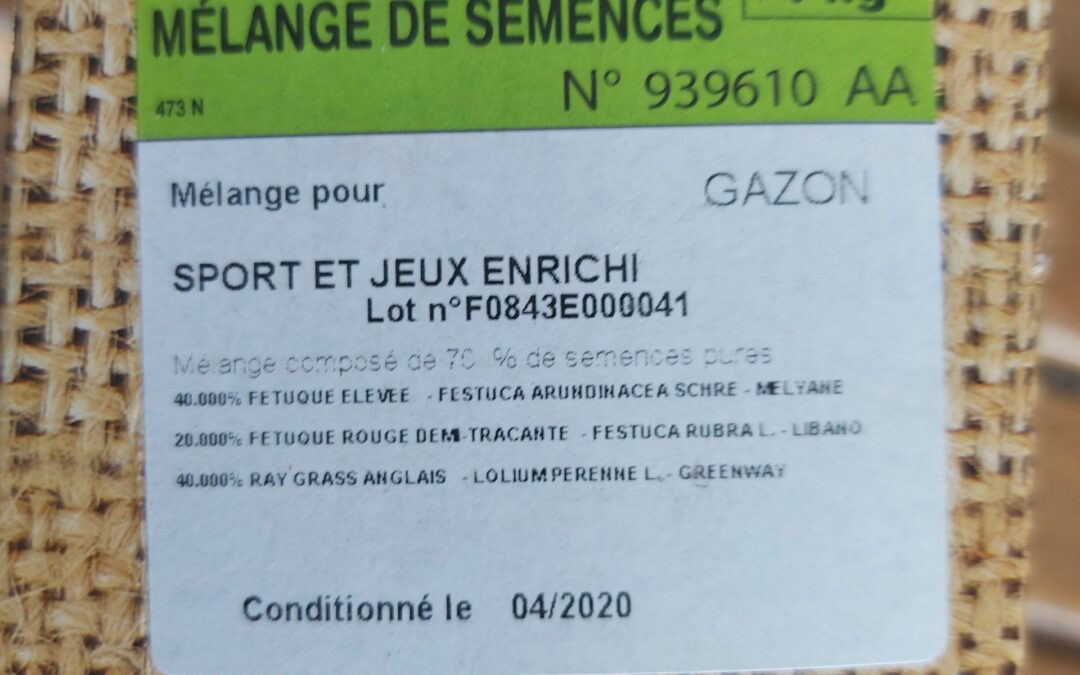 MÉLANGE DE SEMENCES
N° 939610 AA
473 N
Mélange pour GAZON
SPORT ET JEUX ENRICHI
Lot n°F0843E000041
Mélange composé de 70 % de semences pures
40.000% FETUQUE ELEVEE - FESTUCA ARUNDINACEA SCHRE - MELYANE
20.000% FETUQUE ROUGE DEMI-TRACANTE - FESTUCA RUBRA L. - LIBANO
40.000% RAY GRASS ANGLAIS - LOLIUM PERENNE L. - GREENWAY
Conditionné le 04/2020